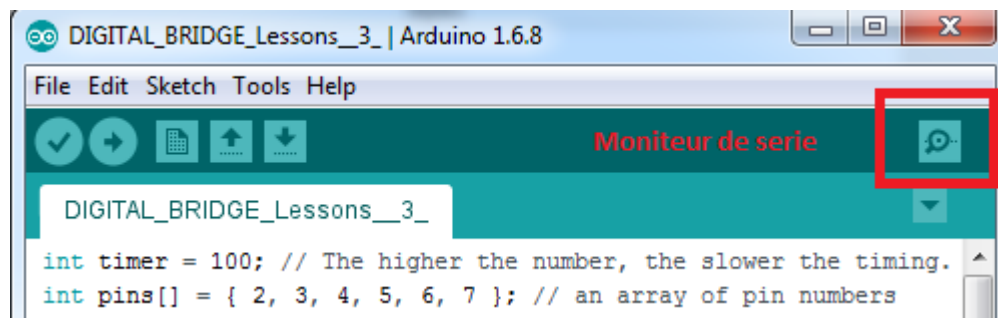 DIGITAL_BRIDGE_Lessons__3_ | Arduino 1.6.8
File Edit Sketch Tools Help
Moniteur de serie
DIGITAL_BRIDGE_Lessons__3_
int timer = 100; // The higher the number, the slower the timing.
int pins[] = { 2, 3, 4, 5, 6, 7 }; // an array of pin numbers